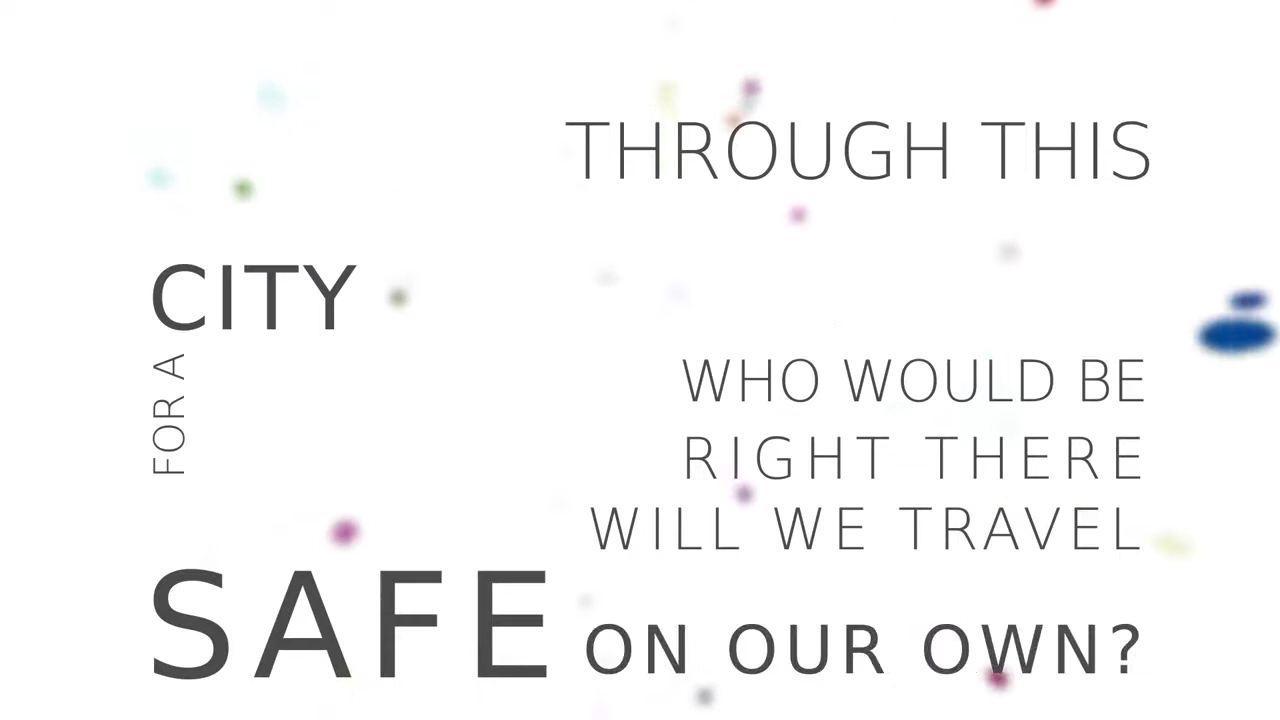 THROUGH THIS
CITY
FOR A
WHO WOULD BE
RIGHT THERE
WILL WE TRAVEL
SAFE
ON OUR OWN?